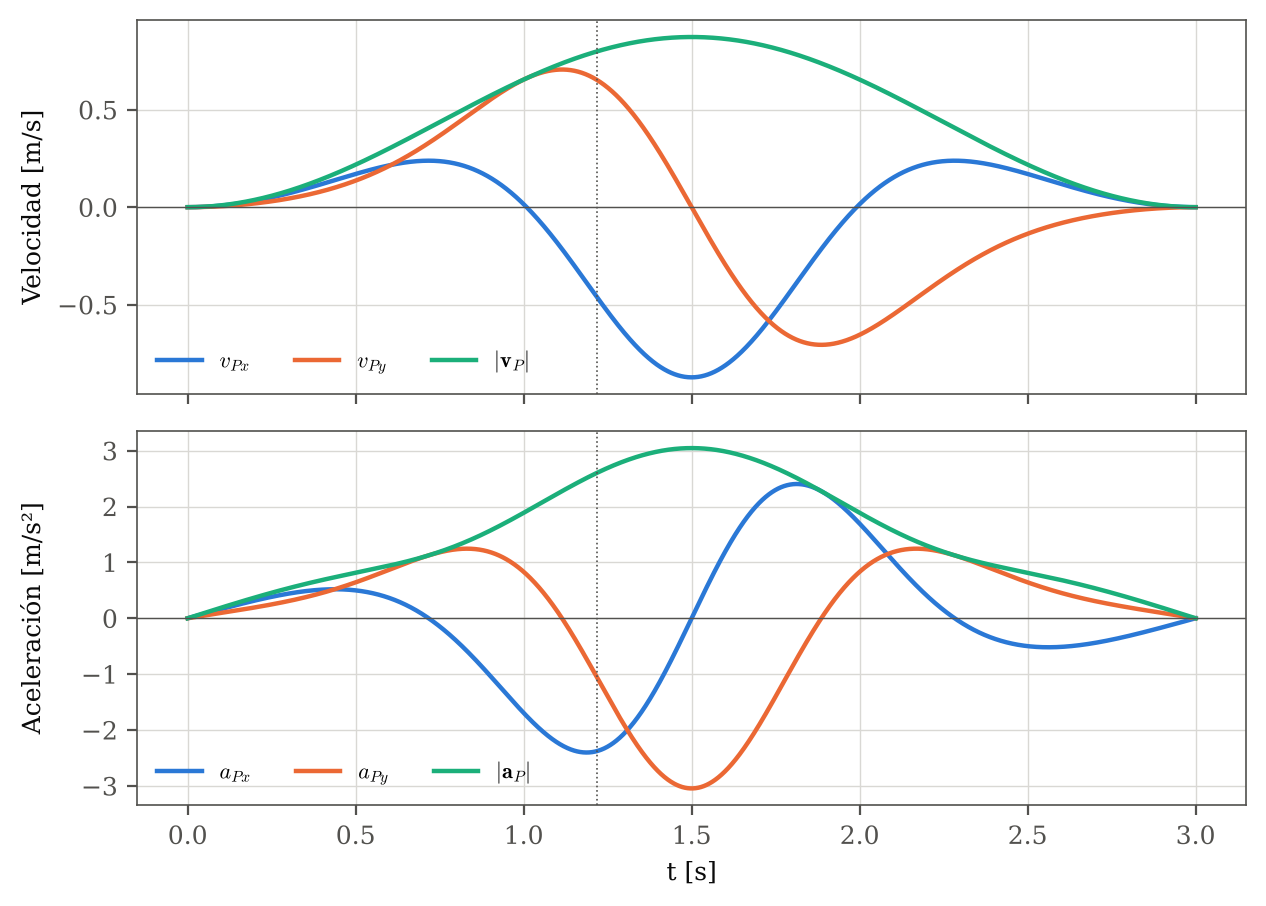 Velocidad [m/s]
0.5
0.0
−0.5
v_{Px} v_{Py} |v_P|
Aceleración [m/s²]
3
2
1
0
−1
−2
−3
a_{Px} a_{Py} |a_P|
0.0 0.5 1.0 1.5 2.0 2.5 3.0
t [s]